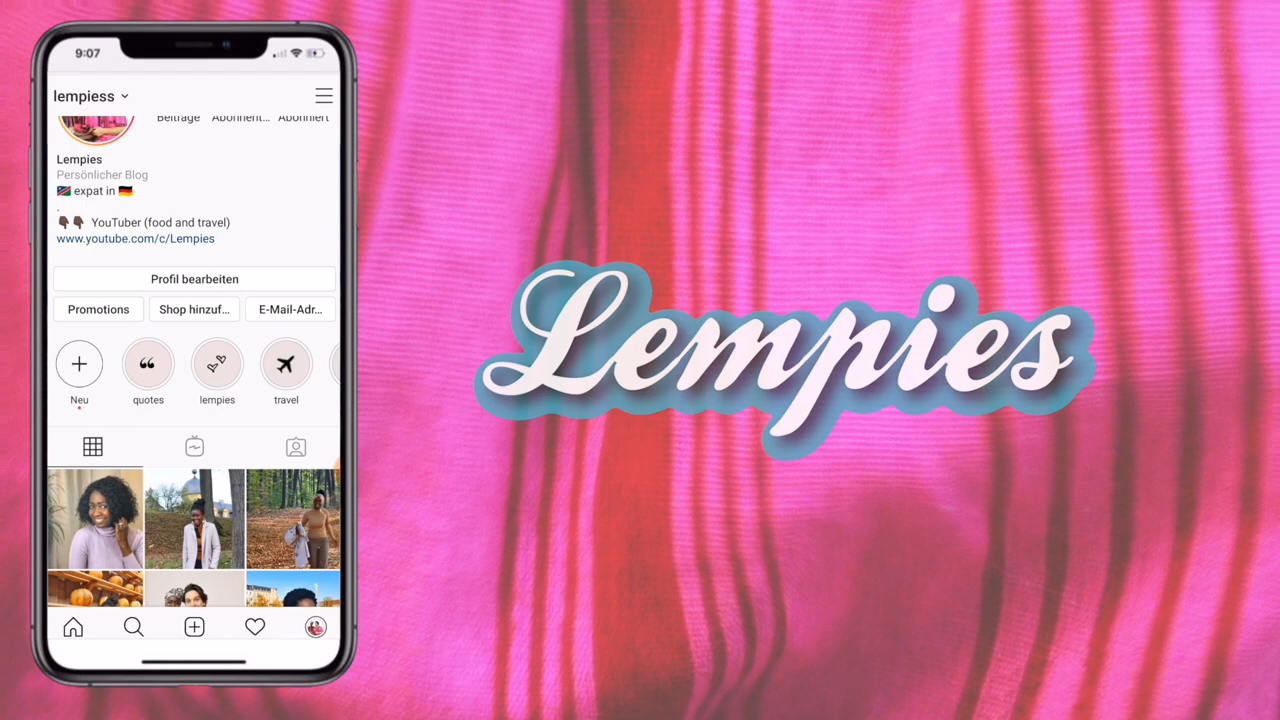 9:07
lempiess
Beiträge Abonnent... Abonniert
Lempies
Persönlicher Blog
🇳🇦 expat in 🇩🇪
.
👇🏿👇🏿 YouTuber (food and travel)
www.youtube.com/c/Lempies
Profil bearbeiten
Promotions Shop hinzuf... E-Mail-Adr...
Neu quotes lempies travel
Lempies